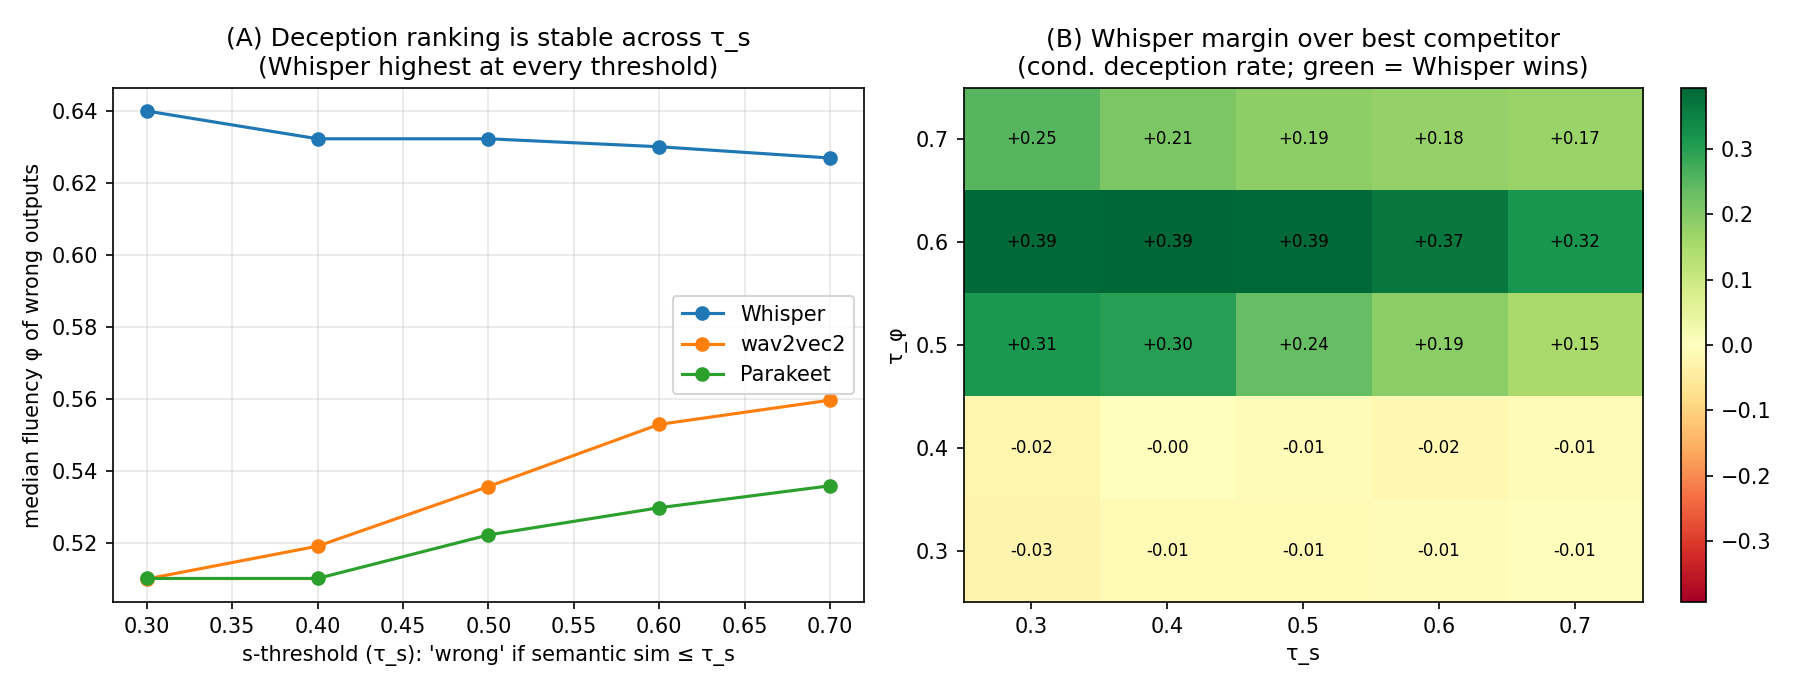 (A) Deception ranking is stable across τ_s
(Whisper highest at every threshold)
median fluency φ of wrong outputs
0.64
0.62
0.60
0.58
0.56
0.54
0.52
Whisper
wav2vec2
Parakeet
0.30 0.35 0.40 0.45 0.50 0.55 0.60 0.65 0.70
s-threshold (τ_s): 'wrong' if semantic sim ≤ τ_s
(B) Whisper margin over best competitor
(cond. deception rate; green = Whisper wins)
τ_φ
0.7 +0.25 +0.21 +0.19 +0.18 +0.17
0.6 +0.39 +0.39 +0.39 +0.37 +0.32
0.5 +0.31 +0.30 +0.24 +0.19 +0.15
0.4 -0.02 -0.00 -0.01 -0.02 -0.01
0.3 -0.03 -0.01 -0.01 -0.01 -0.01
0.3 0.4 0.5 0.6 0.7
τ_s
0.3
0.2
0.1
0.0
−0.1
−0.2
−0.3